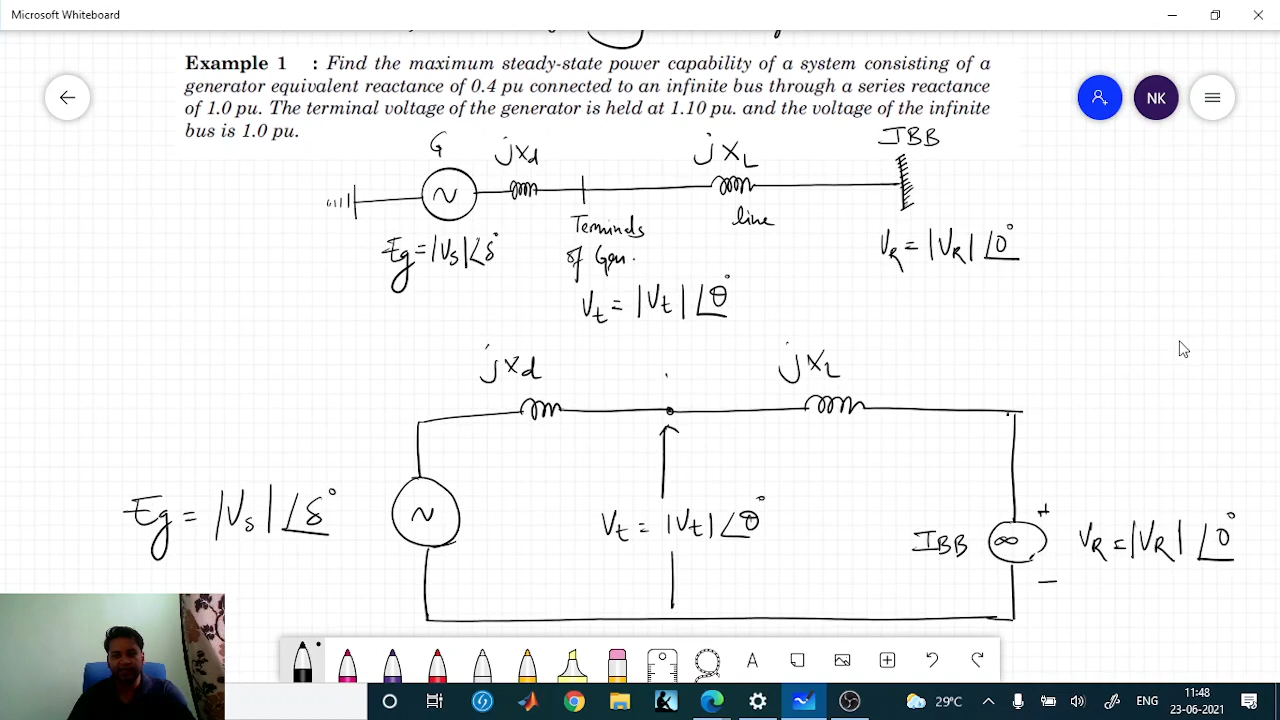 Microsoft Whiteboard
Example 1 : Find the maximum steady-state power capability of a system consisting of a
generator equivalent reactance of 0.4 pu connected to an infinite bus through a series reactance
of 1.0 pu. The terminal voltage of the generator is held at 1.10 pu. and the voltage of the infinite
bus is 1.0 pu.
NK
G
jXd
jXL
IBB
Eg = |Vs|∠δ°
Terminals
of Gen.
line
Vt = |Vt|∠θ°
VR = |VR|∠0°
jXd
jXL
Eg = |Vs|∠δ°
Vt = |Vt|∠θ°
IBB
∞
+
−
VR = |VR|∠0°
A
29°C
ENG
11:48
23-06-2021